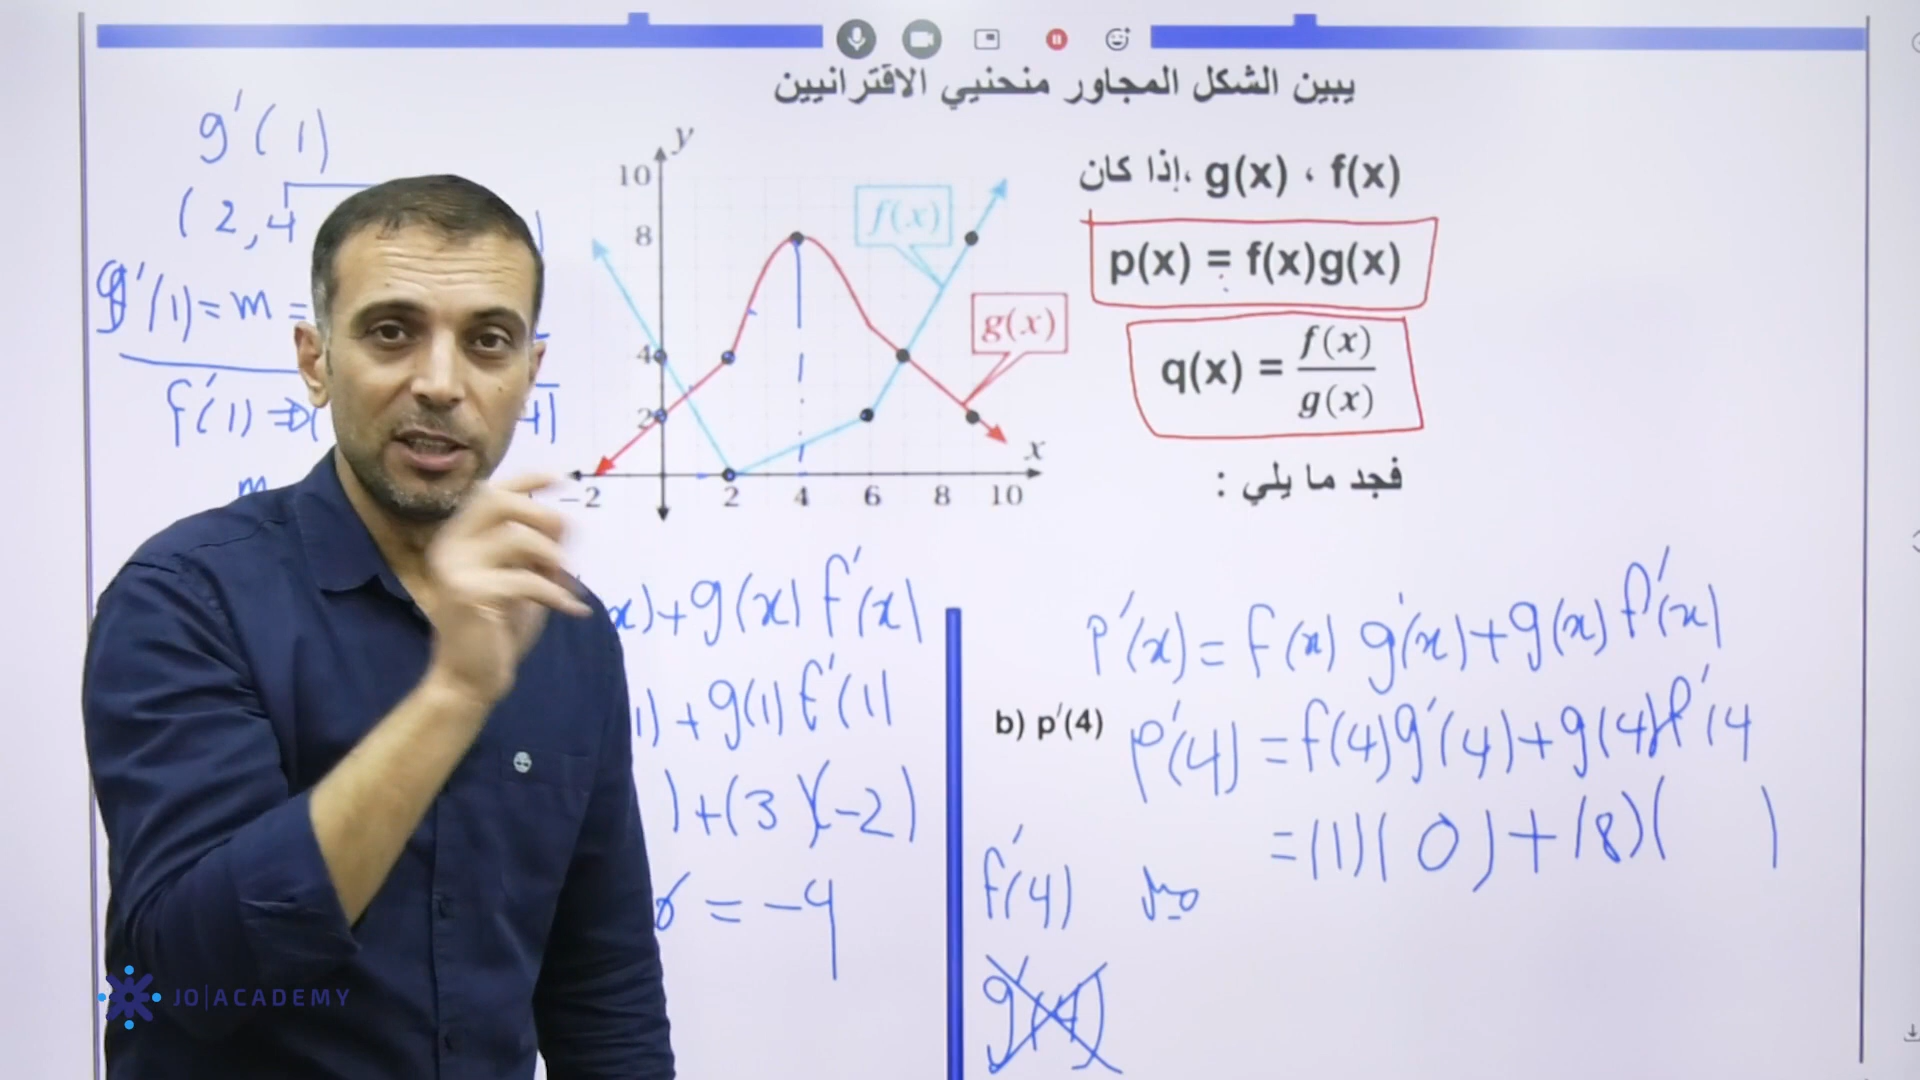 يبين الشكل المجاور منحنيي الاقترانيين
f(x) ، g(x) ،إذا كان
p(x) = f(x)g(x)
q(x) = f(x)/g(x)
فجد ما يلي :
y
10
8
4
2
-2
2
4
6
8
10
x
f(x)
g(x)
g'(1)
(2,4
g'(1) = m =
f'(1) ⇒
m
x) + g(x) f'(x)
1) + g(1) f'(1)
) + (3)(-2)
= -4
p'(x) = f(x) g'(x) + g(x) f'(x)
b) p'(4)
p'(4) = f(4)g'(4) + g(4)f'(4
= (1)(0) + (8)( )
f'(4)
JO|ACADEMY